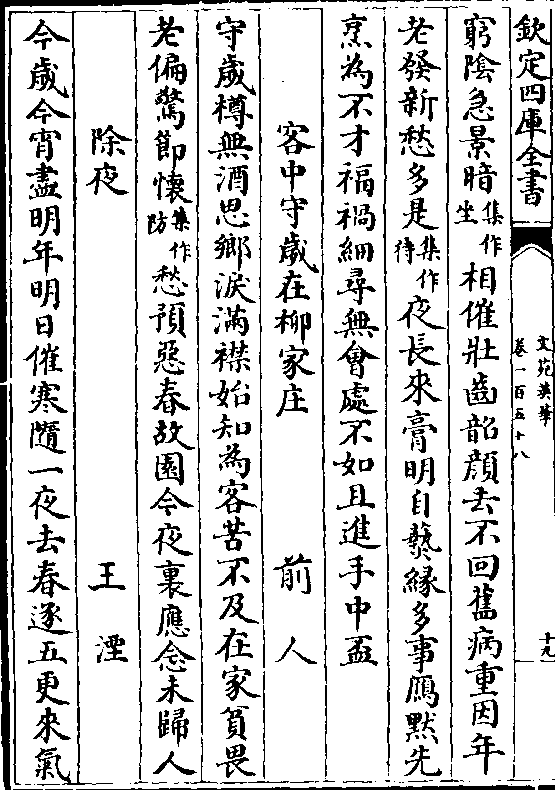 欽定四庫全書
文苑英華
卷一百五十八
十九
窮陰急景暗集作坐相催壯齒韶顔去不回舊病重因年
老發新愁多是集作待夜長來膏明自爇緣多事鴈默先
烹為不才福禍細尋無會處不如且進手中盃
客中守歲在柳家庄 前人
守歲樽無酒思鄉淚滿襟始知為客苦不及在家貧畏
老偏驚節懐集作防愁預惡春故園今夜裏應念未歸人
除夜 王湮
今歲今宵盡明年明日催寒隨一夜去春逐五更來氣